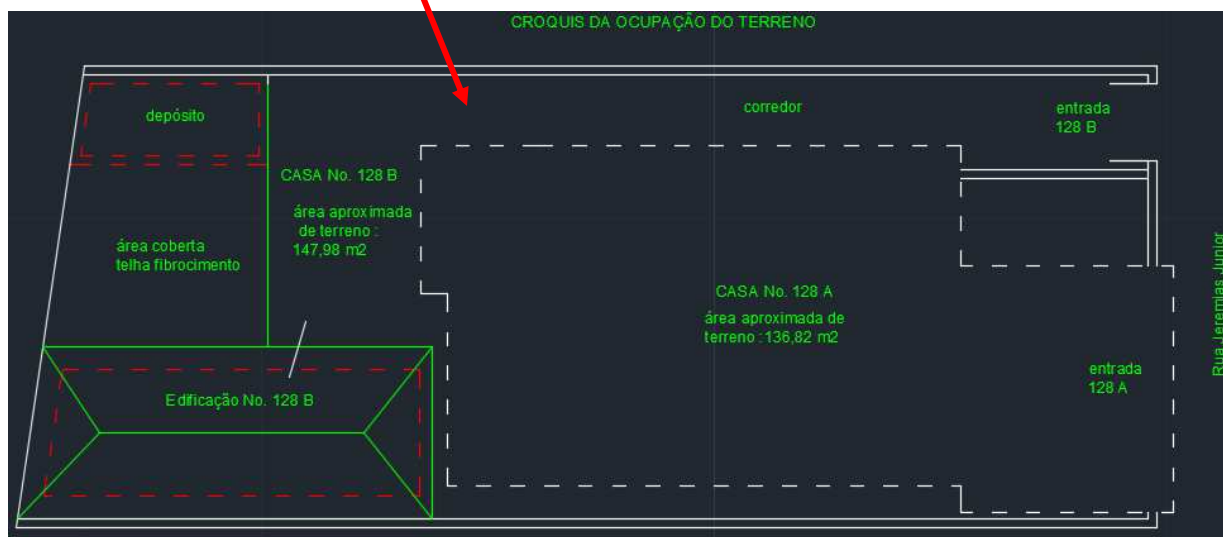 CROQUIS DA OCUPAÇÃO DO TERRENO
depósito
corredor
entrada
128 B
CASA No. 128 B
área aproximada
de terreno :
147,98 m2
área coberta
telha fibrocimento
CASA No. 128 A
área aproximada de
terreno :136,82 m2
Rua Jeremias Junior
entrada
128 A
Edificação No. 128 B